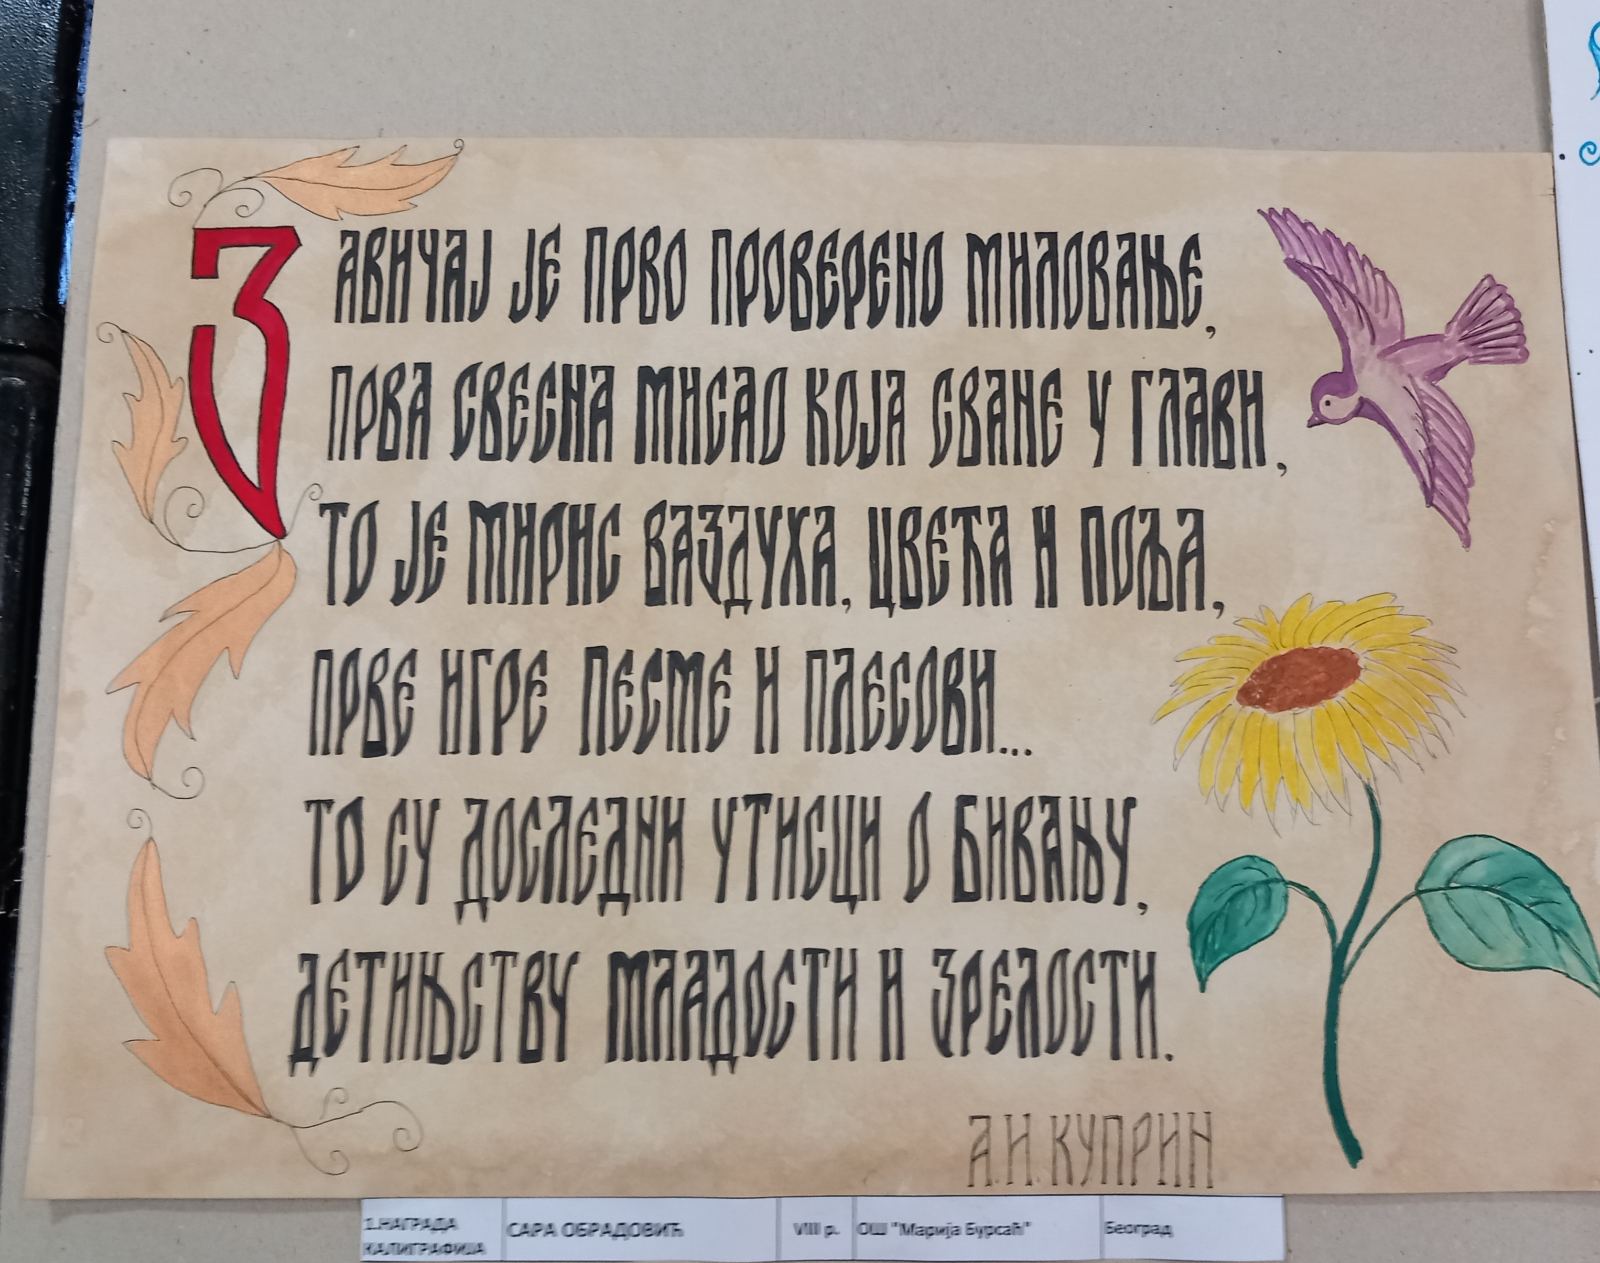 ЗАВИЧАЈ ЈЕ ПРВО ПРОВЕРЕНО МИЛОВАЊЕ,
ПРВА СВЕСНА МИСАО КОЈА СВАНЕ У ГЛАВИ,
ТО ЈЕ МИРИС ВАЗДУХА, ЦВЕЋА И ПОЉА,
ПРВЕ ИГРЕ ПЕСМЕ И ПЛЕСОВИ...
ТО СУ ДОСЛЕДНИ УТИСЦИ О БИВАЊУ,
ДЕТИЊСТВУ МЛАДОСТИ И ЗРЕЛОСТИ.
А.И. КУПРИН
1.НАГРАДА КАЛИГРАФИЈА САРА ОБРАДОВИЋ VIII р. ОШ "Марија Бурсаћ" Београд